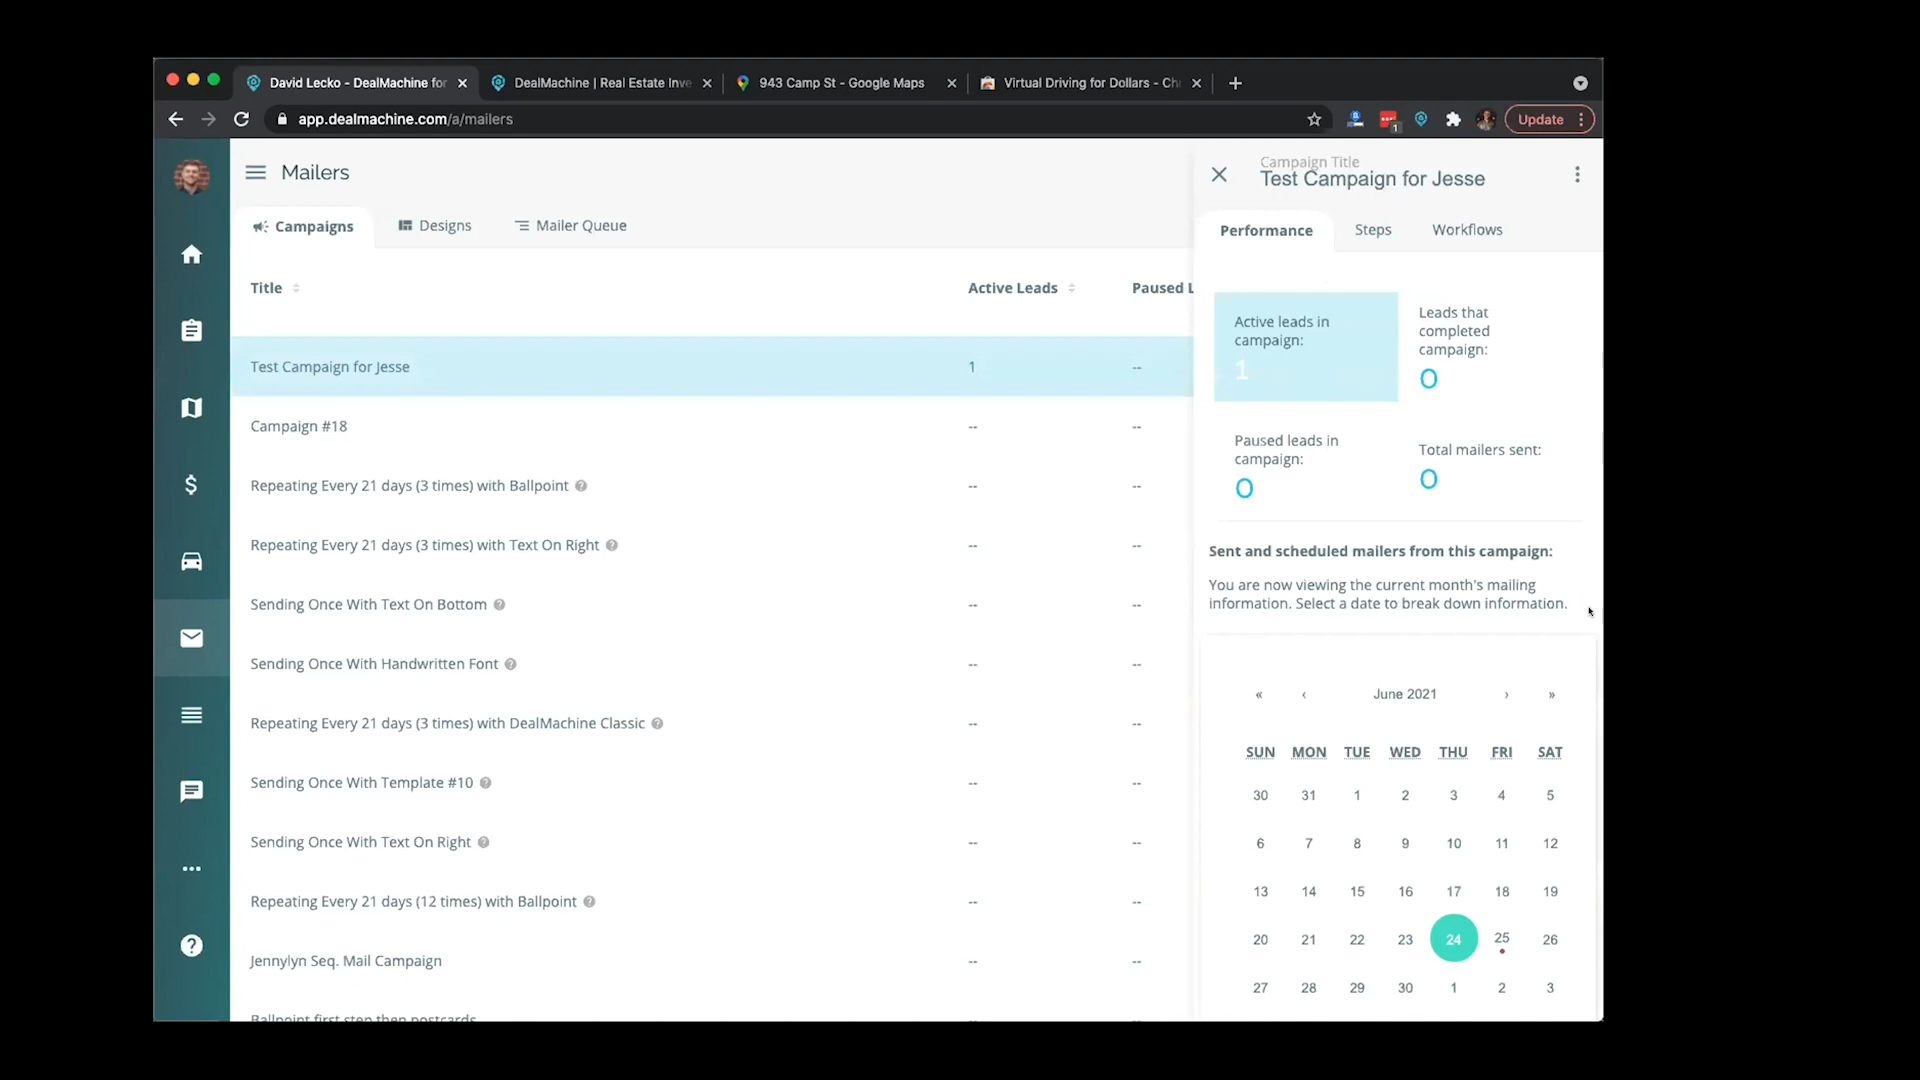 David Lecko - DealMachine for
DealMachine | Real Estate Inve
943 Camp St - Google Maps
Virtual Driving for Dollars - Ch
app.dealmachine.com/a/mailers
1
Update
Mailers
Campaigns
Designs
Mailer Queue
Title
Active Leads
Paused L
Test Campaign for Jesse
1
--
Campaign #18
--
--
Repeating Every 21 days (3 times) with Ballpoint
--
--
Repeating Every 21 days (3 times) with Text On Right
--
--
Sending Once With Text On Bottom
--
--
Sending Once With Handwritten Font
--
--
Repeating Every 21 days (3 times) with DealMachine Classic
--
--
Sending Once With Template #10
--
--
Sending Once With Text On Right
--
--
Repeating Every 21 days (12 times) with Ballpoint
--
--
Jennylyn Seq. Mail Campaign
--
--
Ballpoint first step then postcards
Campaign Title
Test Campaign for Jesse
Performance
Steps
Workflows
Active leads in
campaign:
1
Leads that
completed
campaign:
0
Paused leads in
campaign:
0
Total mailers sent:
0
Sent and scheduled mailers from this campaign:
You are now viewing the current month's mailing
information. Select a date to break down information.
« ‹ June 2021 › »
SUN MON TUE WED THU FRI SAT
30 31 1 2 3 4 5
6 7 8 9 10 11 12
13 14 15 16 17 18 19
20 21 22 23 24 25 26
27 28 29 30 1 2 3